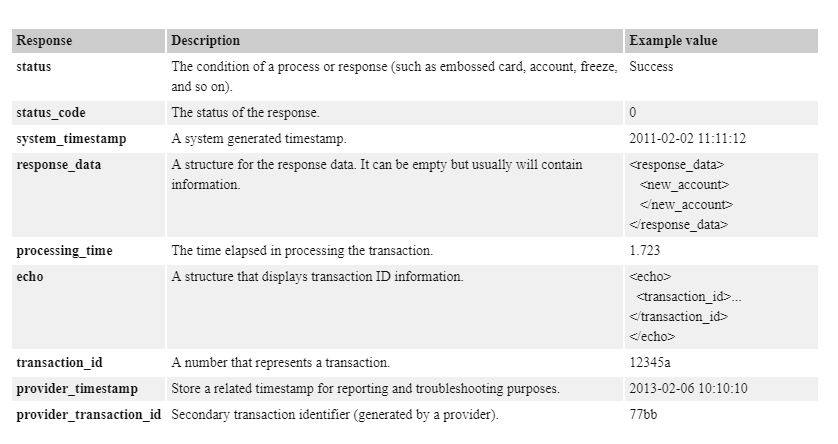 Response Description Example value
status The condition of a process or response (such as embossed card, account, freeze, Success
and so on).
status_code The status of the response. 0
system_timestamp A system generated timestamp. 2011-02-02 11:11:12
response_data A structure for the response data. It can be empty but usually will contain <response_data>
information. <new_account>
</new_account>
</response_data>
processing_time The time elapsed in processing the transaction. 1.723
echo A structure that displays transaction ID information. <echo>
<transaction_id>...
</transaction_id>
</echo>
transaction_id A number that represents a transaction. 12345a
provider_timestamp Store a related timestamp for reporting and troubleshooting purposes. 2013-02-06 10:10:10
provider_transaction_id Secondary transaction identifier (generated by a provider). 77bb